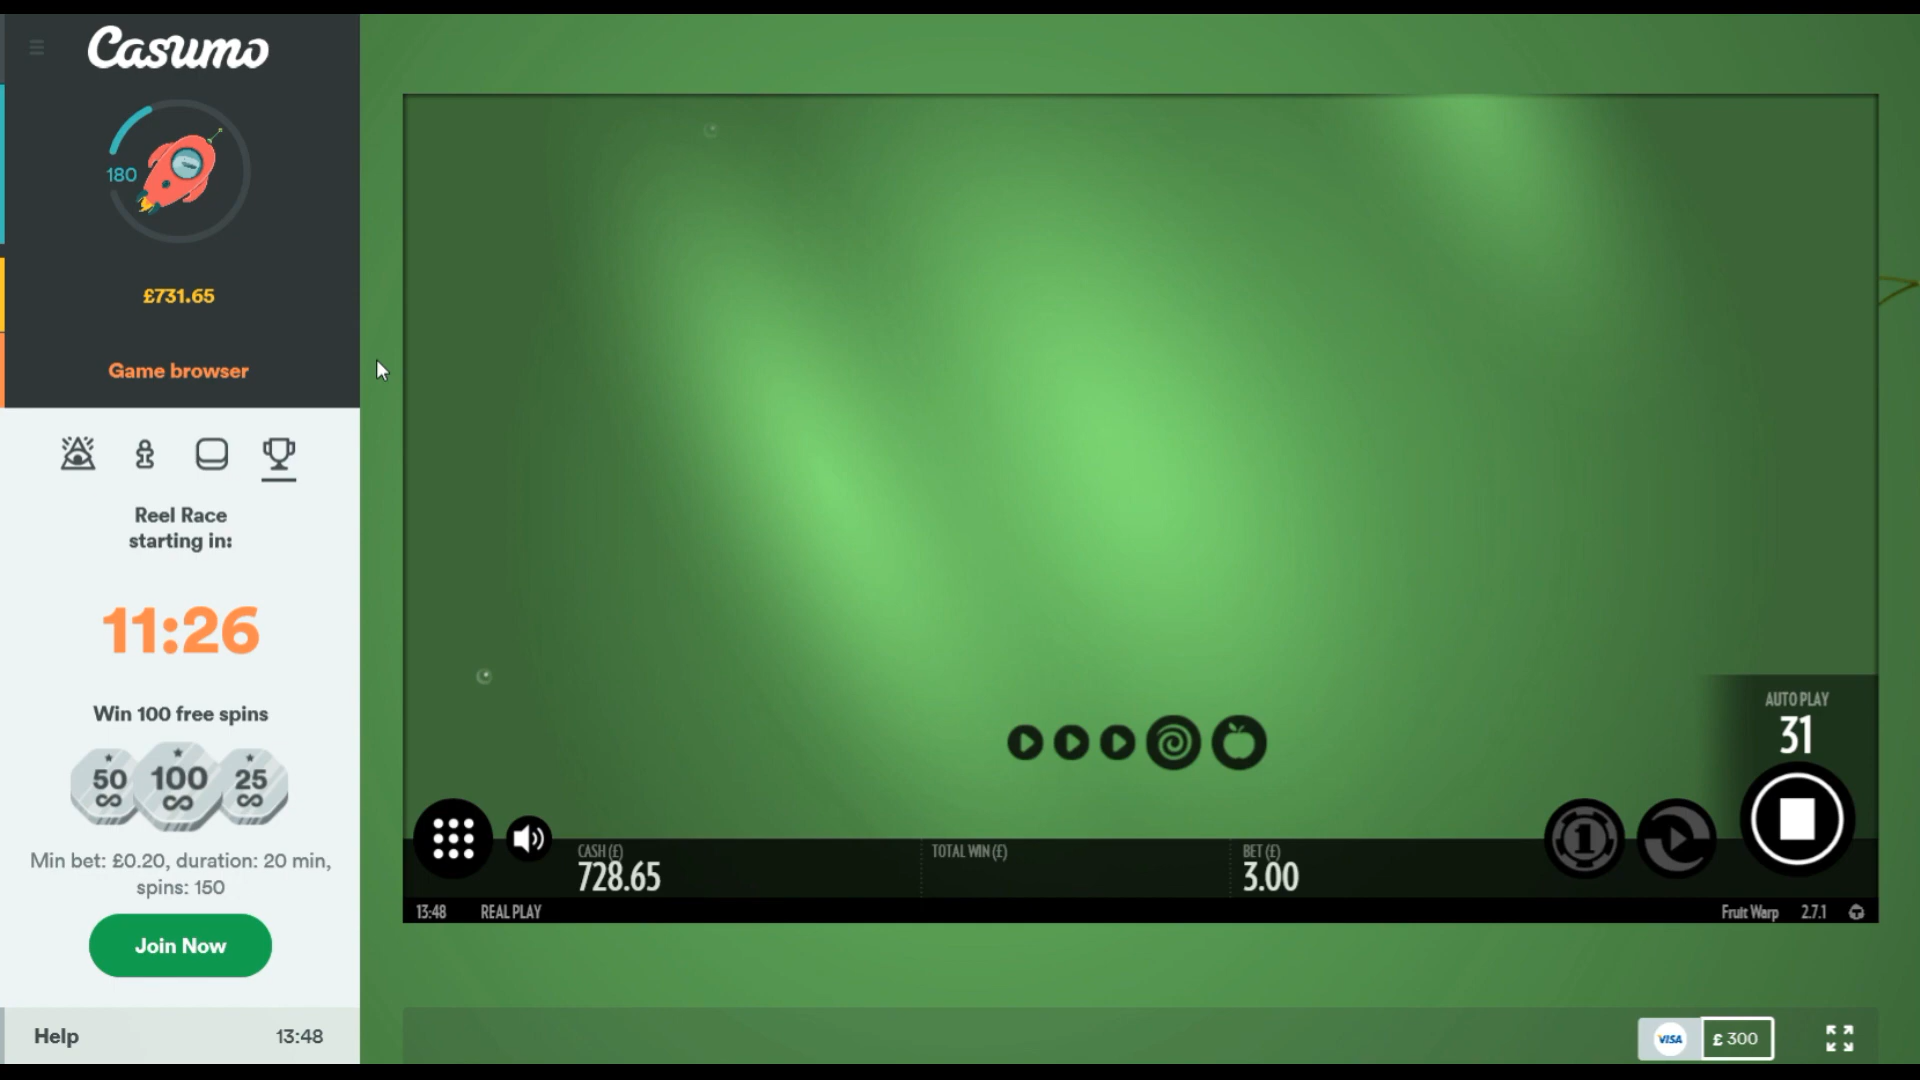 Casumo
180
£731.65
Game browser
Reel Race
starting in:
11:26
Win 100 free spins
50
100
25
Min bet: £0.20, duration: 20 min,
spins: 150
Join Now
Help
13:48
AUTO PLAY
31
1
CASH (£)
728.65
TOTAL WIN (£)
BET (£)
3.00
13:48
REAL PLAY
Fruit Warp
2.7.1
VISA
£ 300